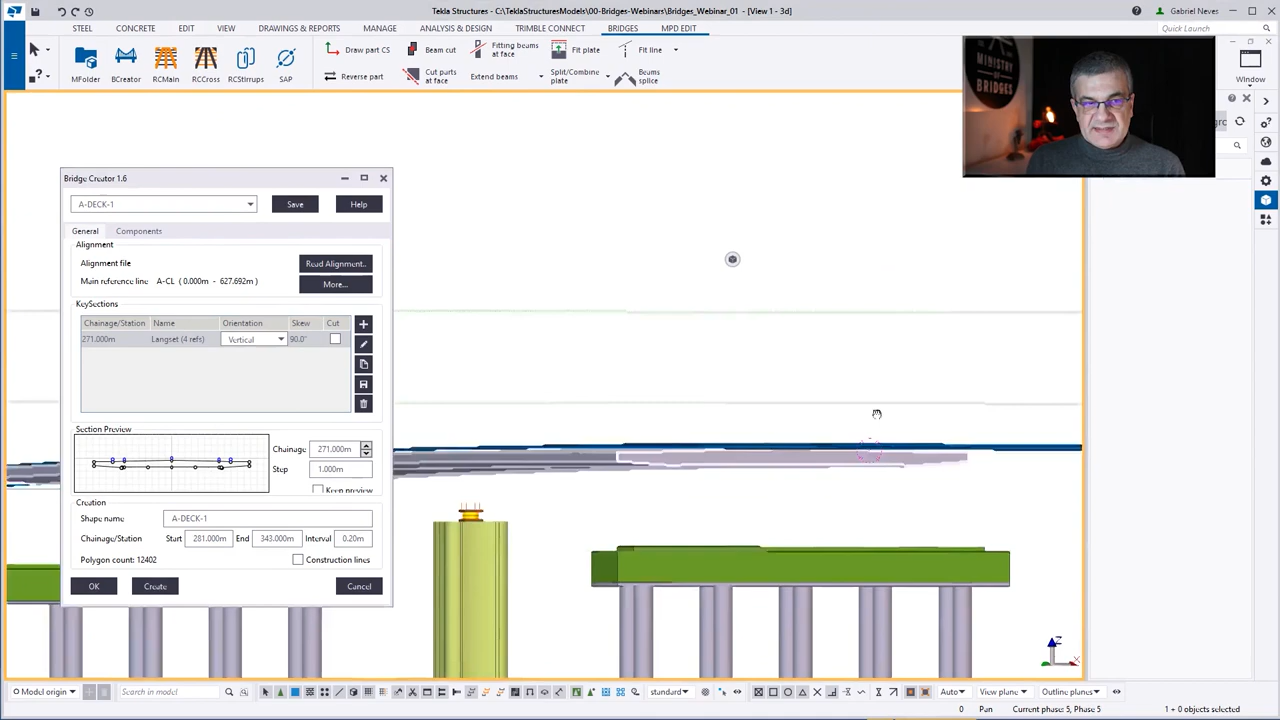 Tekla Structures - C:\TeklaStructuresModels\00-Bridges-Webinars\Bridges_Webinar_01 - [View 1 - 3d]
Gabriel Neves
STEEL CONCRETE EDIT VIEW DRAWINGS & REPORTS MANAGE ANALYSIS & DESIGN TRIMBLE CONNECT BRIDGES MPD EDIT
Quick Launch
MFolder BCreator RCMain RCCross RCStirrups SAP
Draw part CS
Reverse part
Beam cut
Cut parts at face
Fitting beams at face
Extend beams
Fit plate
Split/Combine plate
Fit line
Beams splice
Window
MINISTRY OF BRIDGES
Bridge Creator 1.6
A-DECK-1 Save Help
General Components
Alignment
Alignment file Read Alignment..
Main reference line A-CL ( 0.000m - 627.692m ) More...
KeySections
Chainage/Station Name Orientation Skew Cut
271.000m Langset (4 refs) Vertical 90.0°
Section Preview
Chainage 271.000m
Step 1.000m
Keep preview
Creation
Shape name A-DECK-1
Chainage/Station Start 281.000m End 343.000m Interval 0.20m
Polygon count: 12402 Construction lines
OK Create Cancel
Z
X
Model origin Search in model standard Auto View plane Outline planes
0 Pan Current phase: 5, Phase 5 1 + 0 objects selected